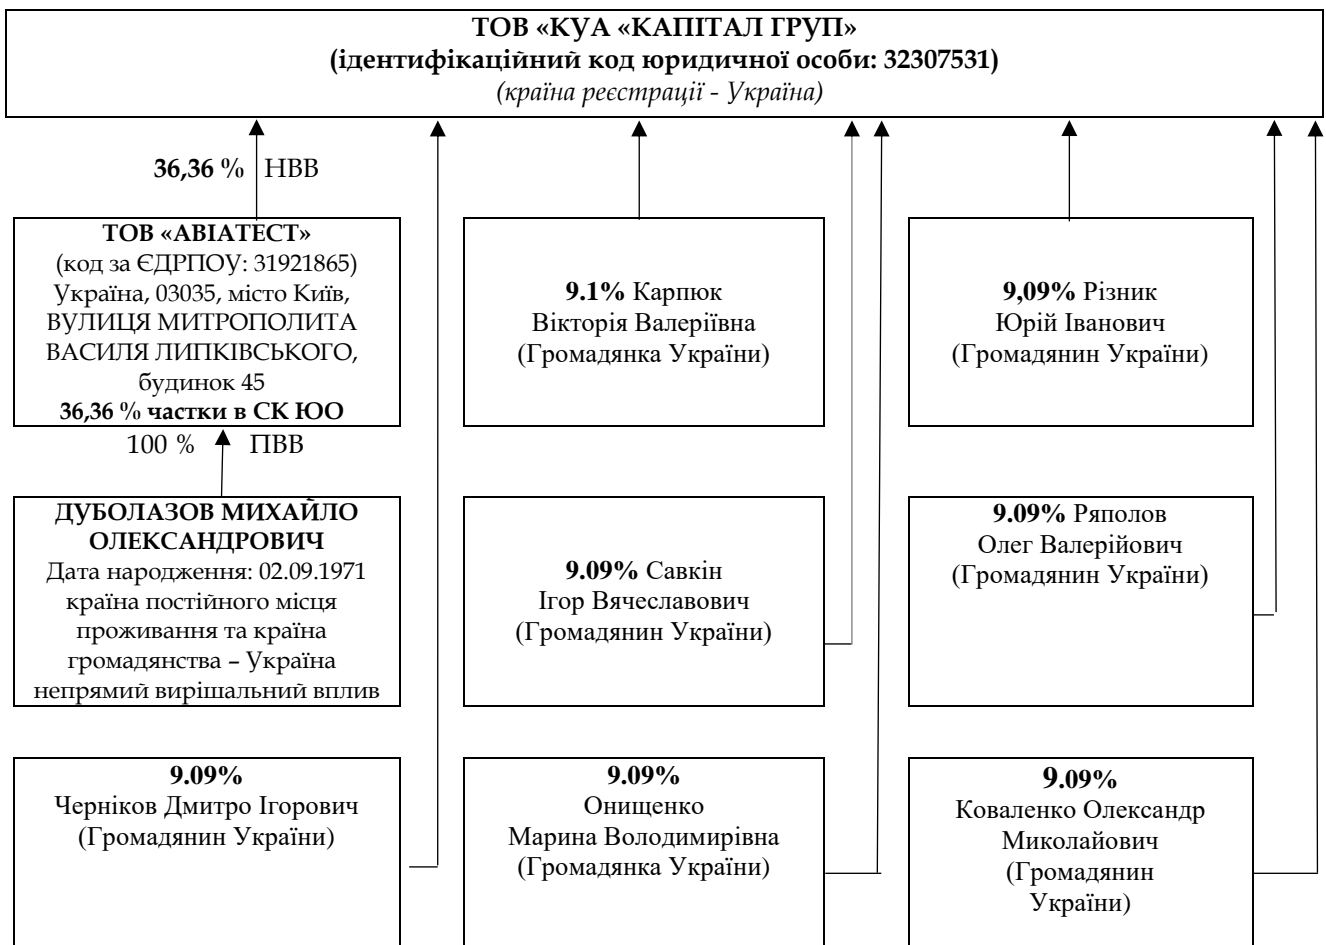 ТОВ «КУА «КАПІТАЛ ГРУП»
(ідентифікаційний код юридичної особи: 32307531)
(країна реєстрації - Україна)
36,36 % НВВ
ТОВ «АВІАТЕСТ»
(код за ЄДРПОУ: 31921865)
Україна, 03035, місто Київ,
ВУЛИЦЯ МИТРОПОЛИТА
ВАСИЛЯ ЛИПКІВСЬКОГО,
будинок 45
36,36 % частки в СК ЮО
9.1% Карпюк
Вікторія Валеріївна
(Громадянка України)
9,09% Різник
Юрій Іванович
(Громадянин України)
100 % ПВВ
ДУБОЛАЗОВ МИХАЙЛО
ОЛЕКСАНДРОВИЧ
Дата народження: 02.09.1971
країна постійного місця
проживання та країна
громадянства – Україна
непрямий вирішальний вплив
9.09% Савкін
Ігор Вячеславович
(Громадянин України)
9.09% Ряполов
Олег Валерійович
(Громадянин України)
9.09%
Черніков Дмитро Ігорович
(Громадянин України)
9.09%
Онищенко
Марина Володимирівна
(Громадянка України)
9.09%
Коваленко Олександр
Миколайович
(Громадянин
України)